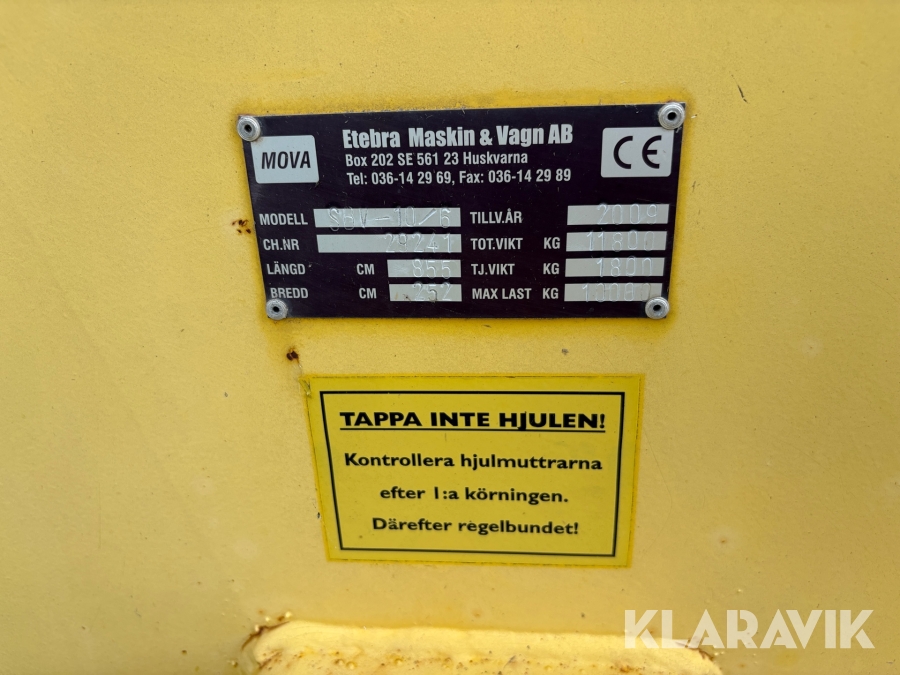 MOVA
Etebra Maskin & Vagn AB
Box 202 SE 561 23 Huskvarna
Tel: 036-14 29 69, Fax: 036-14 29 89
CE
MODELL
TILLV.ÅR 2009
CH.NR 29241
TOT.VIKT KG 11800
LÄNGD CM 855
TJ.VIKT KG 1800
BREDD CM 252
MAX LAST KG
TAPPA INTE HJULEN!
Kontrollera hjulmuttrarna
efter 1:a körningen.
Därefter regelbundet!
KLARAVIK